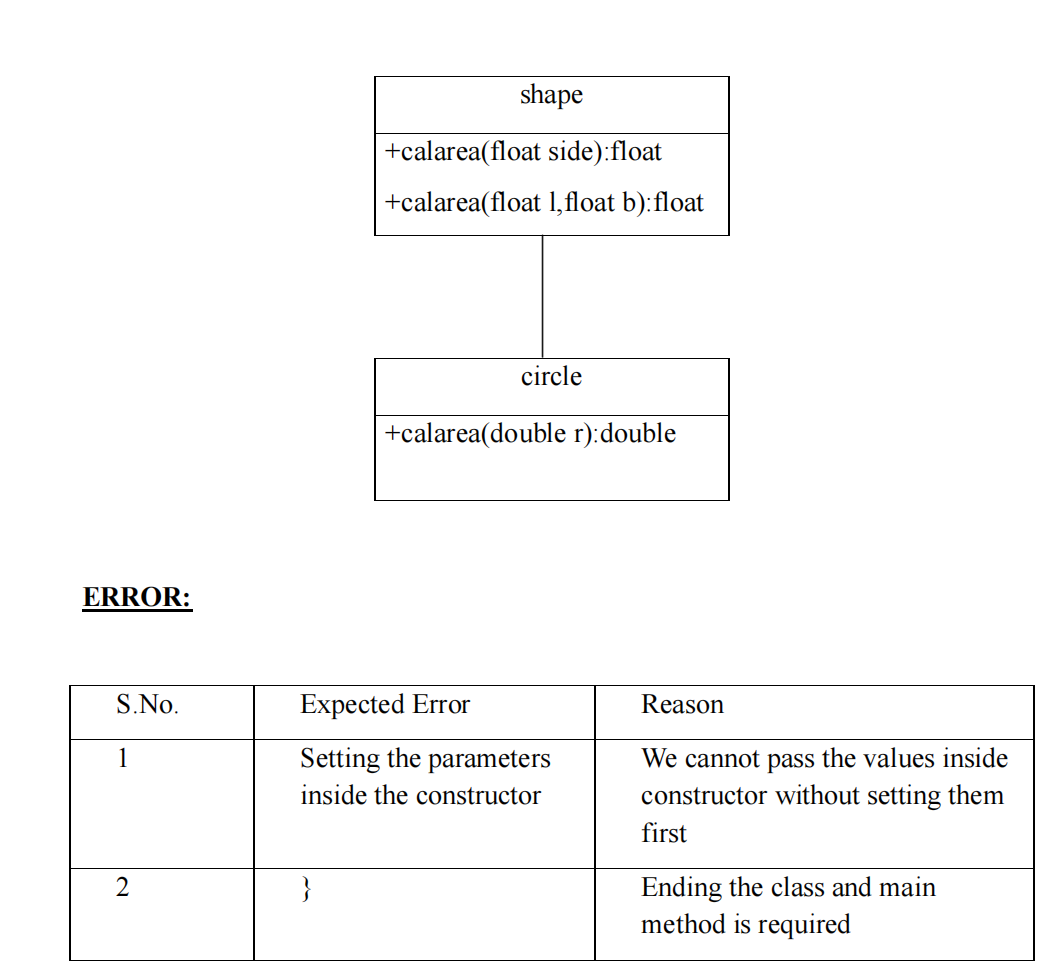 shape
+calarea(float side):float
+calarea(float l,float b):float
circle
+calarea(double r):double
ERROR:
S.No. Expected Error Reason
1 Setting the parameters We cannot pass the values inside
inside the constructor constructor without setting them
first
2 } Ending the class and main
method is required